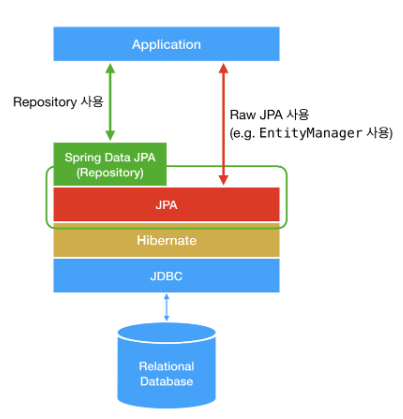 Application
Repository 사용
Raw JPA 사용
(e.g. EntityManager 사용)
Spring Data JPA
(Repository)
JPA
Hibernate
JDBC
Relational
Database